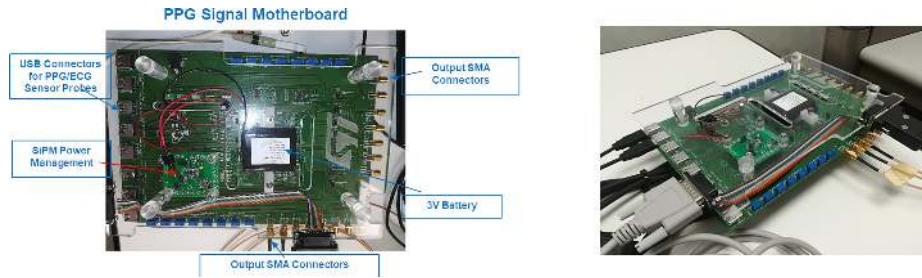 PPG Signal Motherboard
USB Connectors
for PPG/ECG
Sensor Probes
Output SMA
Connectors
SiPM Power
Management
ST
3V Battery
Output SMA Connectors